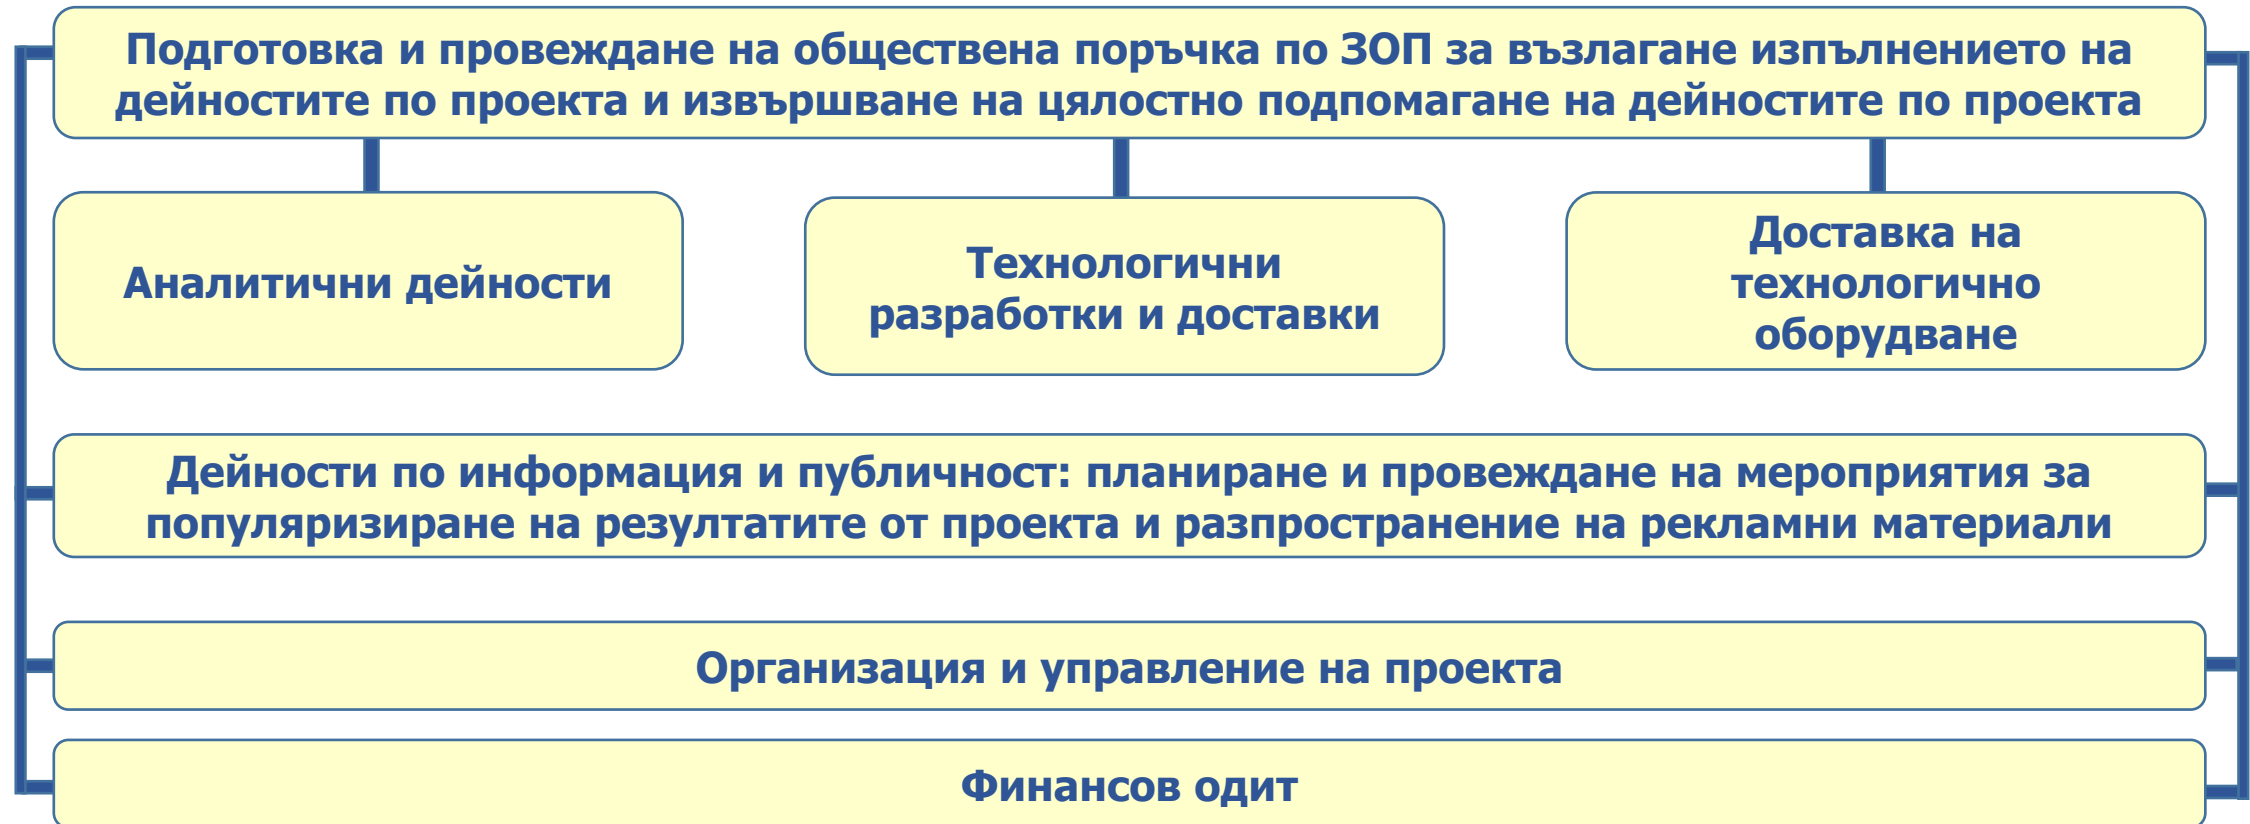 Подготовка и провеждане на обществена поръчка по ЗОП за възлагане изпълнението на
дейностите по проекта и извършване на цялостно подпомагане на дейностите по проекта
Аналитични дейности
Технологични
разработки и доставки
Доставка на
технологично
оборудване
Дейности по информация и публичност: планиране и провеждане на мероприятия за
популяризиране на резултатите от проекта и разпространение на рекламни материали
Организация и управление на проекта
Финансов одит